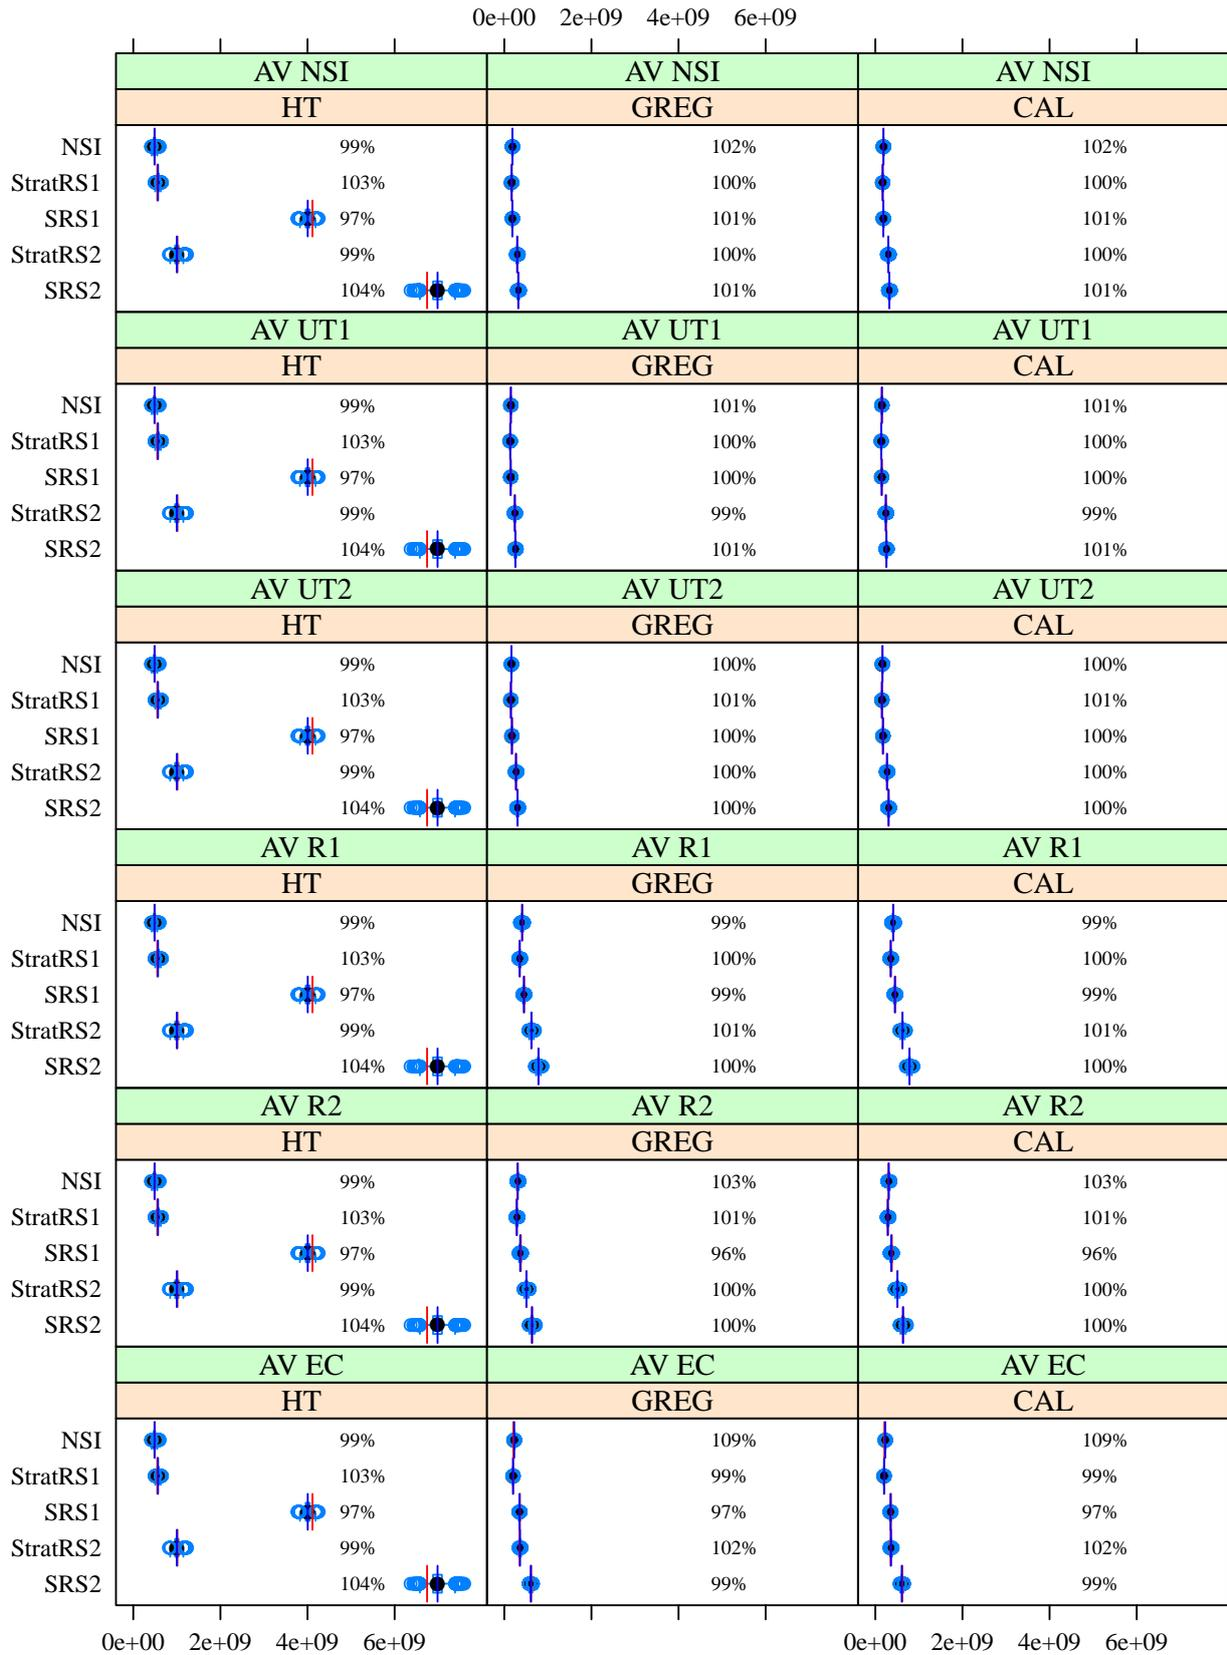 0e+00 2e+09 4e+09 6e+09
AV NSI AV NSI AV NSI
HT GREG CAL
NSI 99% 102% 102%
StratRS1 103% 100% 100%
SRS1 97% 101% 101%
StratRS2 99% 100% 100%
SRS2 104% 101% 101%
AV UT1 AV UT1 AV UT1
HT GREG CAL
NSI 99% 101% 101%
StratRS1 103% 100% 100%
SRS1 97% 100% 100%
StratRS2 99% 99% 99%
SRS2 104% 101% 101%
AV UT2 AV UT2 AV UT2
HT GREG CAL
NSI 99% 100% 100%
StratRS1 103% 101% 101%
SRS1 97% 100% 100%
StratRS2 99% 100% 100%
SRS2 104% 100% 100%
AV R1 AV R1 AV R1
HT GREG CAL
NSI 99% 99% 99%
StratRS1 103% 100% 100%
SRS1 97% 99% 99%
StratRS2 99% 101% 101%
SRS2 104% 100% 100%
AV R2 AV R2 AV R2
HT GREG CAL
NSI 99% 103% 103%
StratRS1 103% 101% 101%
SRS1 97% 96% 96%
StratRS2 99% 100% 100%
SRS2 104% 100% 100%
AV EC AV EC AV EC
HT GREG CAL
NSI 99% 109% 109%
StratRS1 103% 99% 99%
SRS1 97% 97% 97%
StratRS2 99% 102% 102%
SRS2 104% 99% 99%
0e+00 2e+09 4e+09 6e+09 0e+00 2e+09 4e+09 6e+09